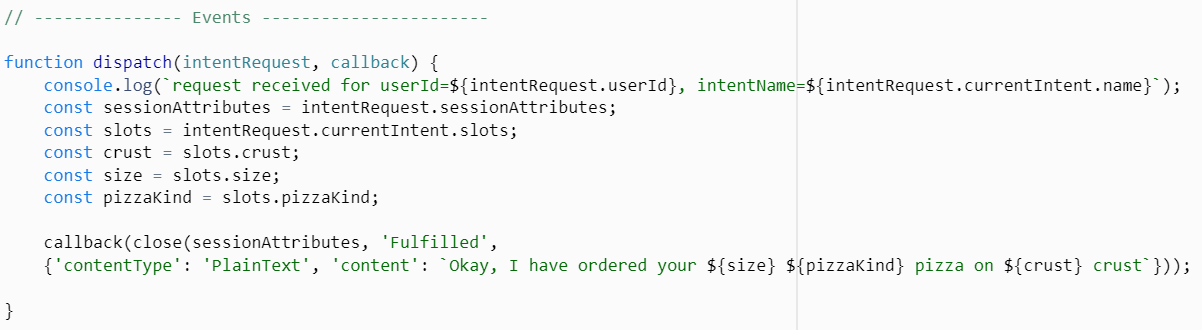 // --------------- Events -----------------------
function dispatch(intentRequest, callback) {
    console.log(`request received for userId=${intentRequest.userId}, intentName=${intentRequest.currentIntent.name}`);
    const sessionAttributes = intentRequest.sessionAttributes;
    const slots = intentRequest.currentIntent.slots;
    const crust = slots.crust;
    const size = slots.size;
    const pizzaKind = slots.pizzaKind;
    callback(close(sessionAttributes, 'Fulfilled',
    {'contentType': 'PlainText', 'content': `Okay, I have ordered your ${size} ${pizzaKind} pizza on ${crust} crust`}));
}